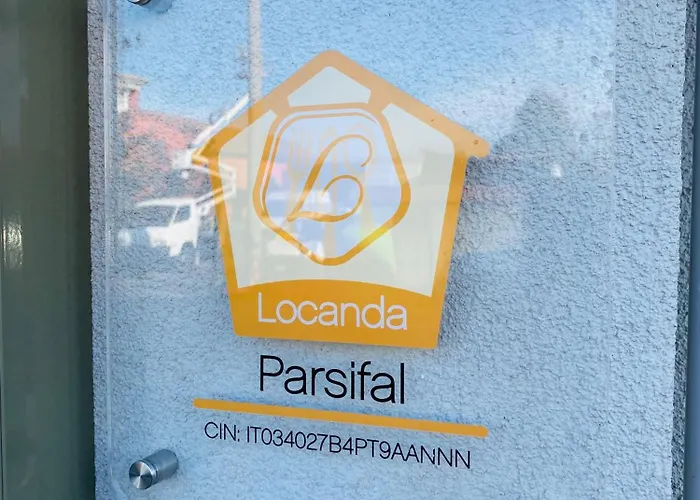 L
Locanda
Parsifal
CIN: IT034027B4PT9AANNN